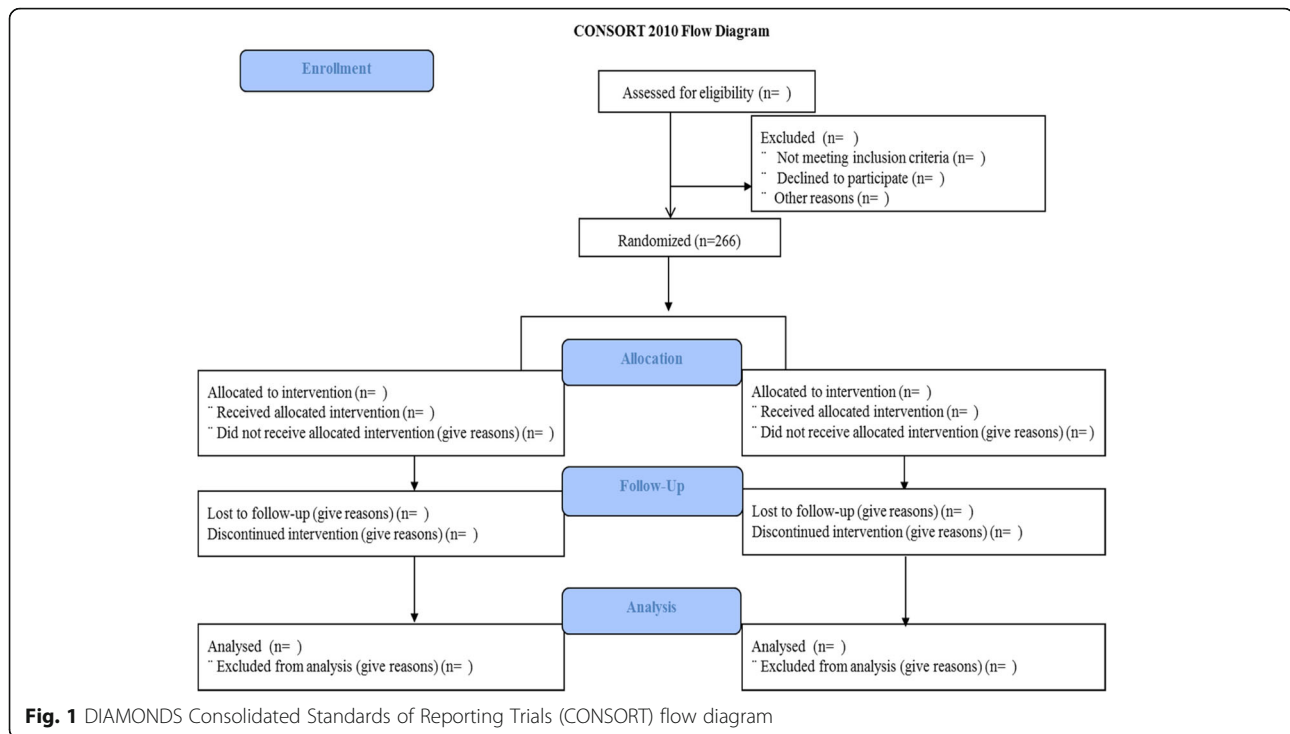 CONSORT 2010 Flow Diagram
Enrollment
Assessed for eligibility (n= )
Excluded (n= )
¨ Not meeting inclusion criteria (n= )
¨ Declined to participate (n= )
¨ Other reasons (n= )
Randomized (n=266)
Allocation
Allocated to intervention (n= )
¨ Received allocated intervention (n= )
¨ Did not receive allocated intervention (give reasons) (n= )
Allocated to intervention (n= )
¨ Received allocated intervention (n= )
¨ Did not receive allocated intervention (give reasons) (n= )
Follow-Up
Lost to follow-up (give reasons) (n= )
Discontinued intervention (give reasons) (n= )
Lost to follow-up (give reasons) (n= )
Discontinued intervention (give reasons) (n= )
Analysis
Analysed (n= )
¨ Excluded from analysis (give reasons) (n= )
Analysed (n= )
¨ Excluded from analysis (give reasons) (n= )
Fig. 1 DIAMONDS Consolidated Standards of Reporting Trials (CONSORT) flow diagram